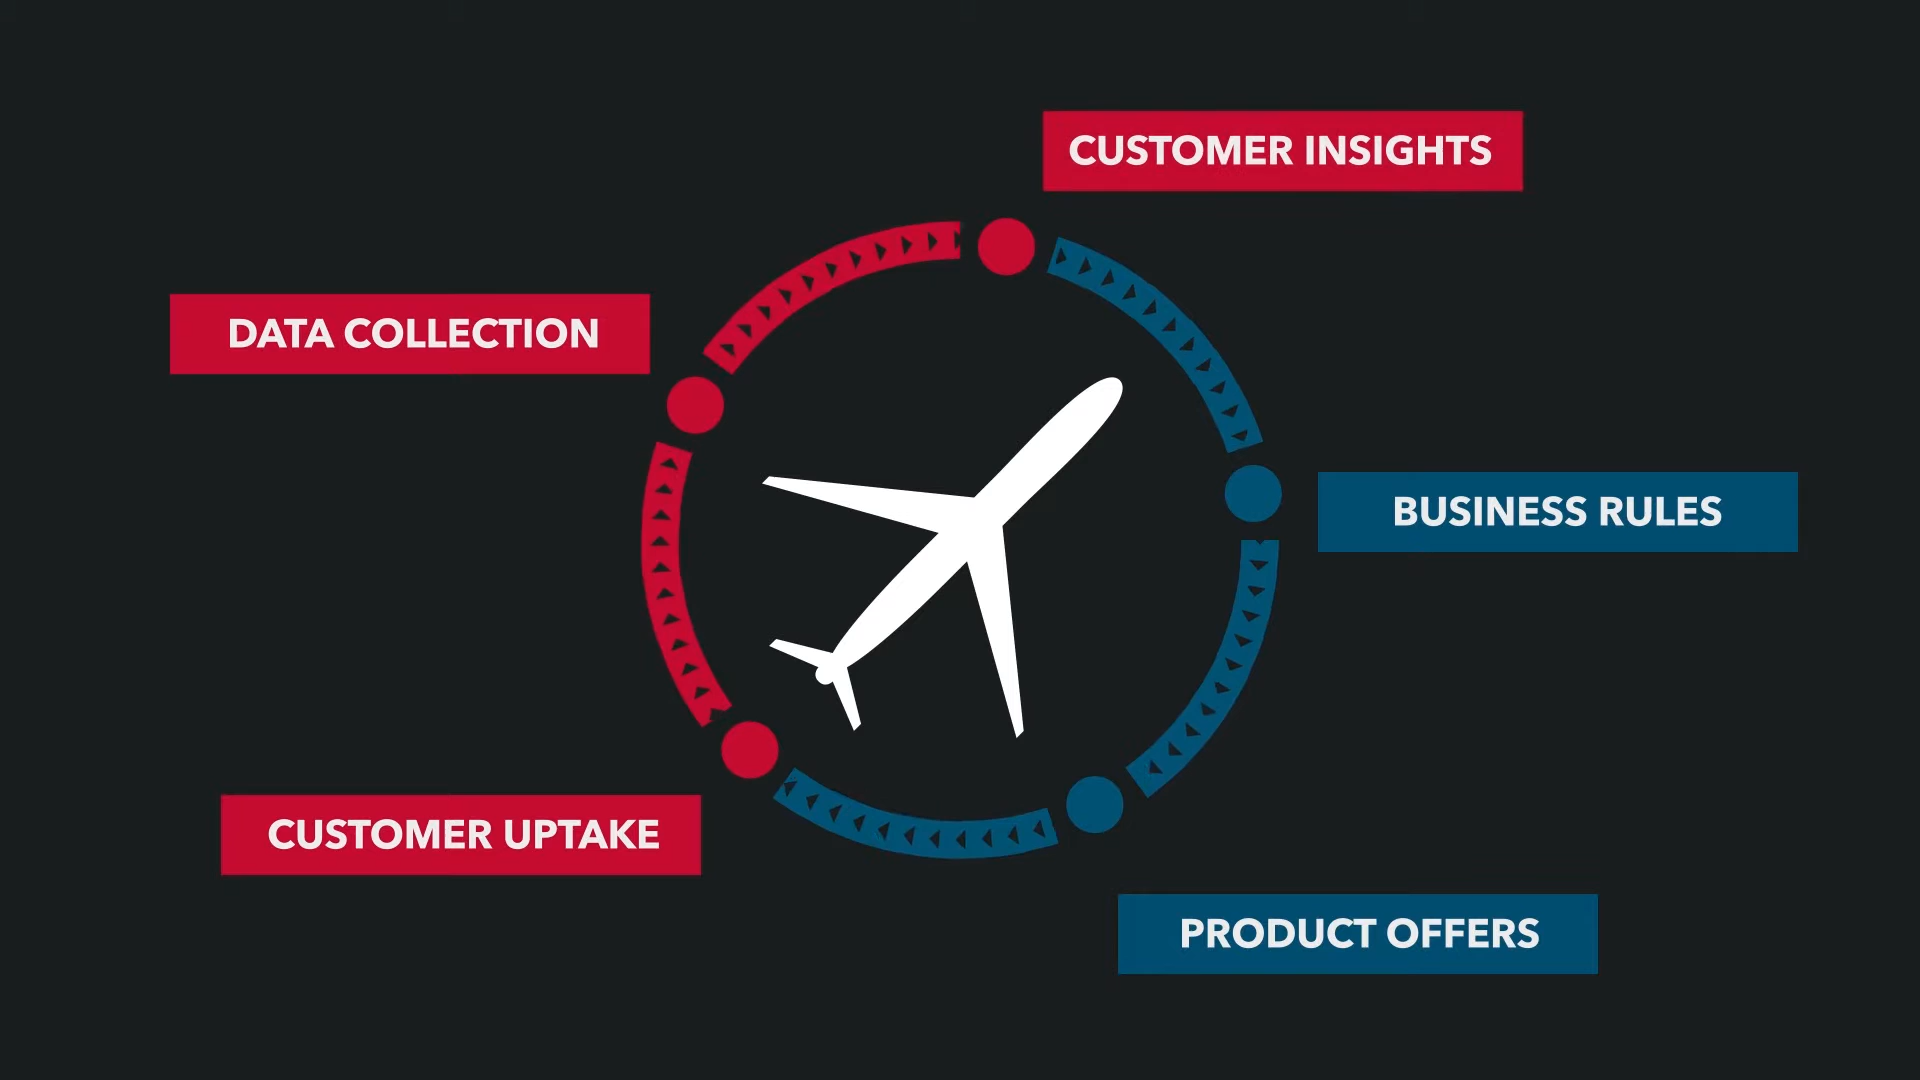 CUSTOMER INSIGHTS
DATA COLLECTION
BUSINESS RULES
CUSTOMER UPTAKE
PRODUCT OFFERS